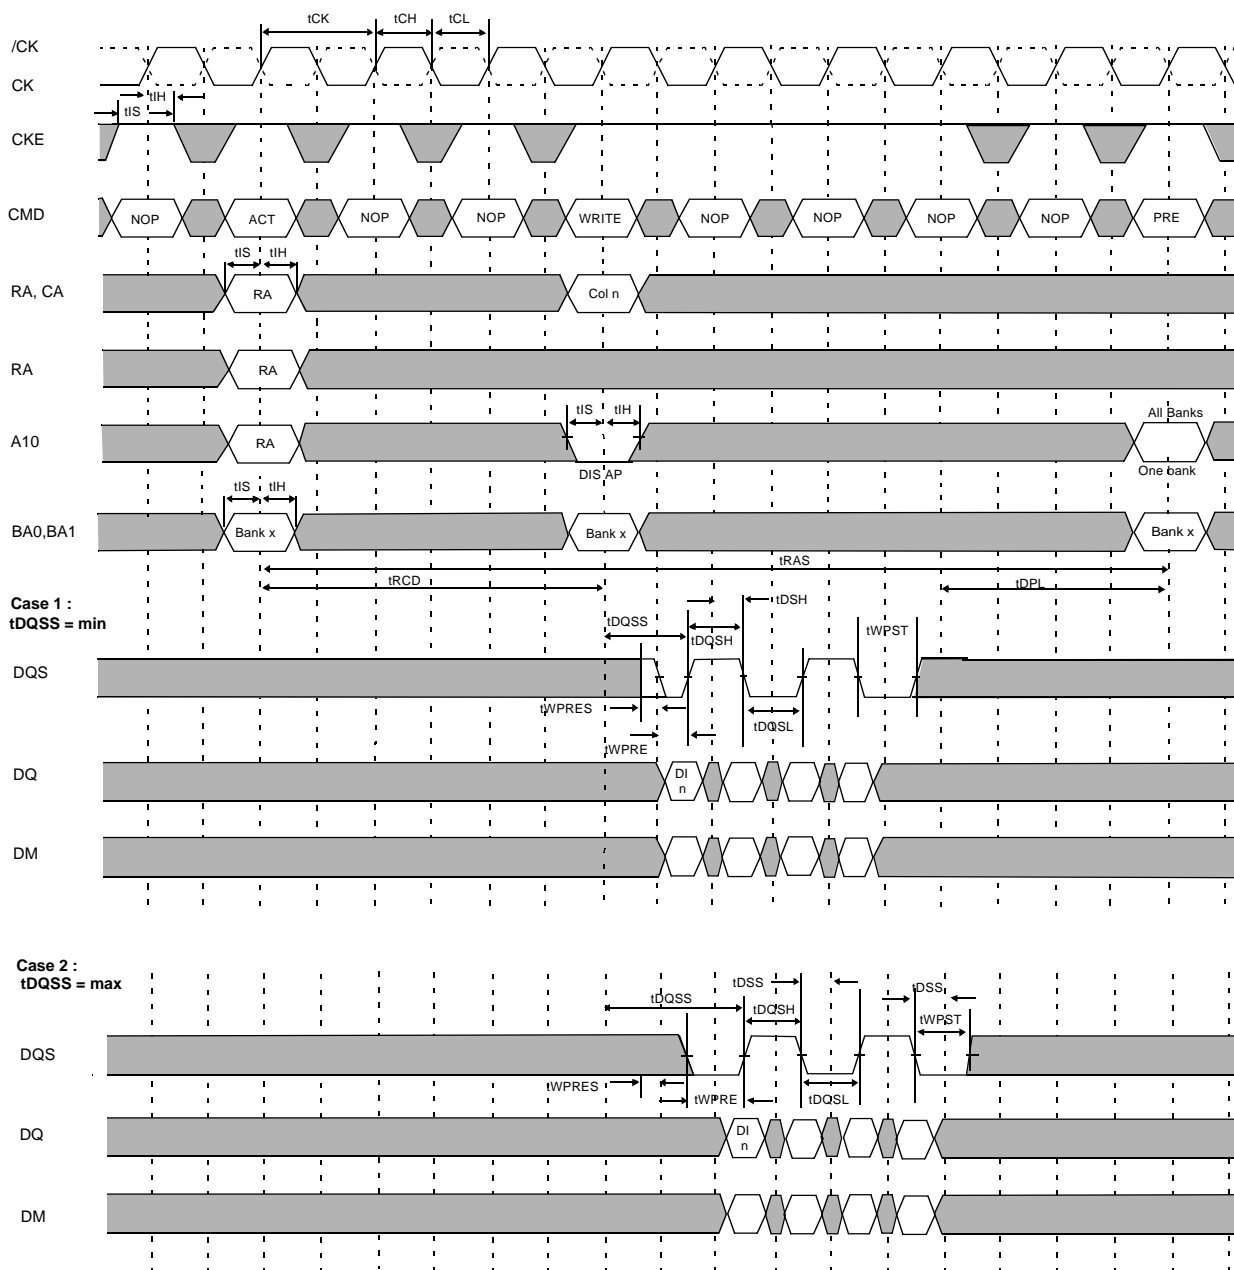 tCK tCH tCL
/CK
CK
tIH
tIS
CKE
CMD NOP ACT NOP NOP WRITE NOP NOP NOP NOP PRE
tIS tIH
RA, CA RA Col n
RA RA
tIS tIH All Banks
A10 RA
DIS AP One bank
tIS tIH
BA0,BA1 Bank x Bank x Bank x
tRAS
tRCD tDPL
Case 1 :
tDQSS = min
tDSH
tDQSS tDQSH tWPST
DQS
tWPRES tDQSL
tWPRE
DQ DI
n
DM
Case 2 :
tDQSS = max
tDSS tDSS
tDQSS tDQSH tWPST
DQS
tWPRES tWPRE tDQSL
DQ DI
n
DM